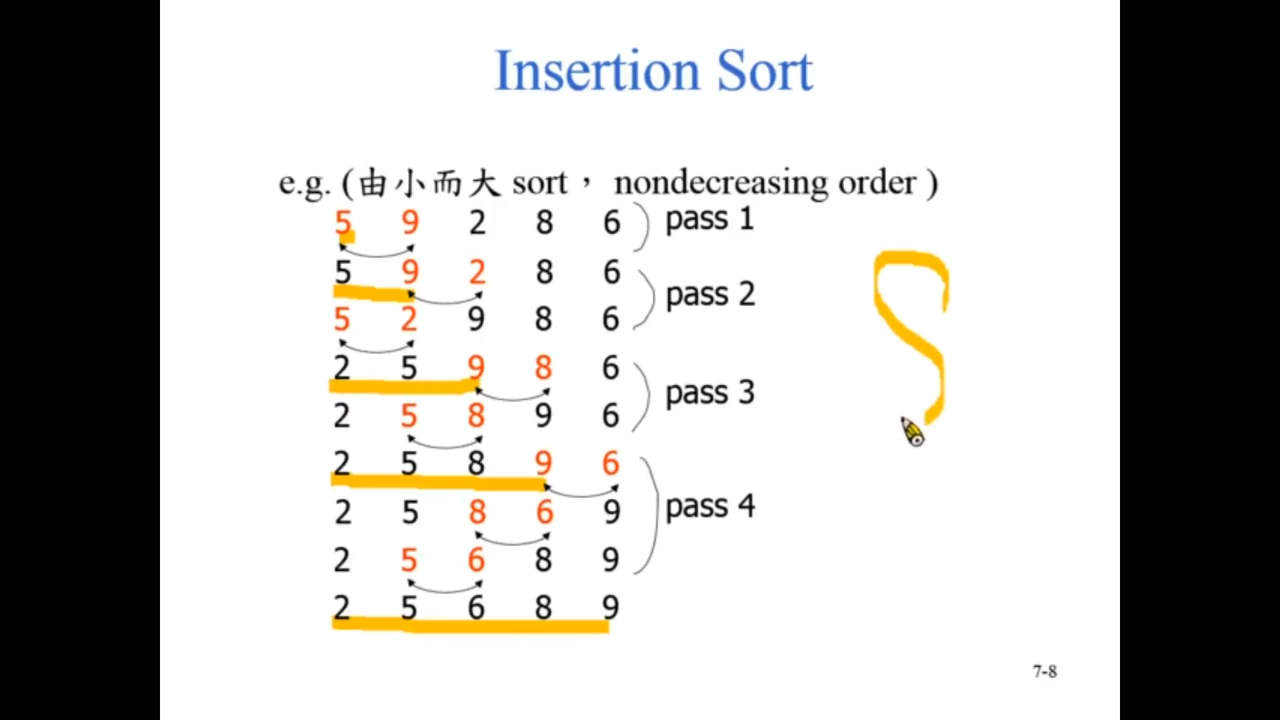 Insertion Sort
e.g. (由小而大 sort， nondecreasing order )
5 9 2 8 6 pass 1
5 9 2 8 6 pass 2
5 2 9 8 6
2 5 9 8 6 pass 3
2 5 8 9 6
2 5 8 9 6 pass 4
2 5 8 6 9
2 5 6 8 9
2 5 6 8 9
7-8